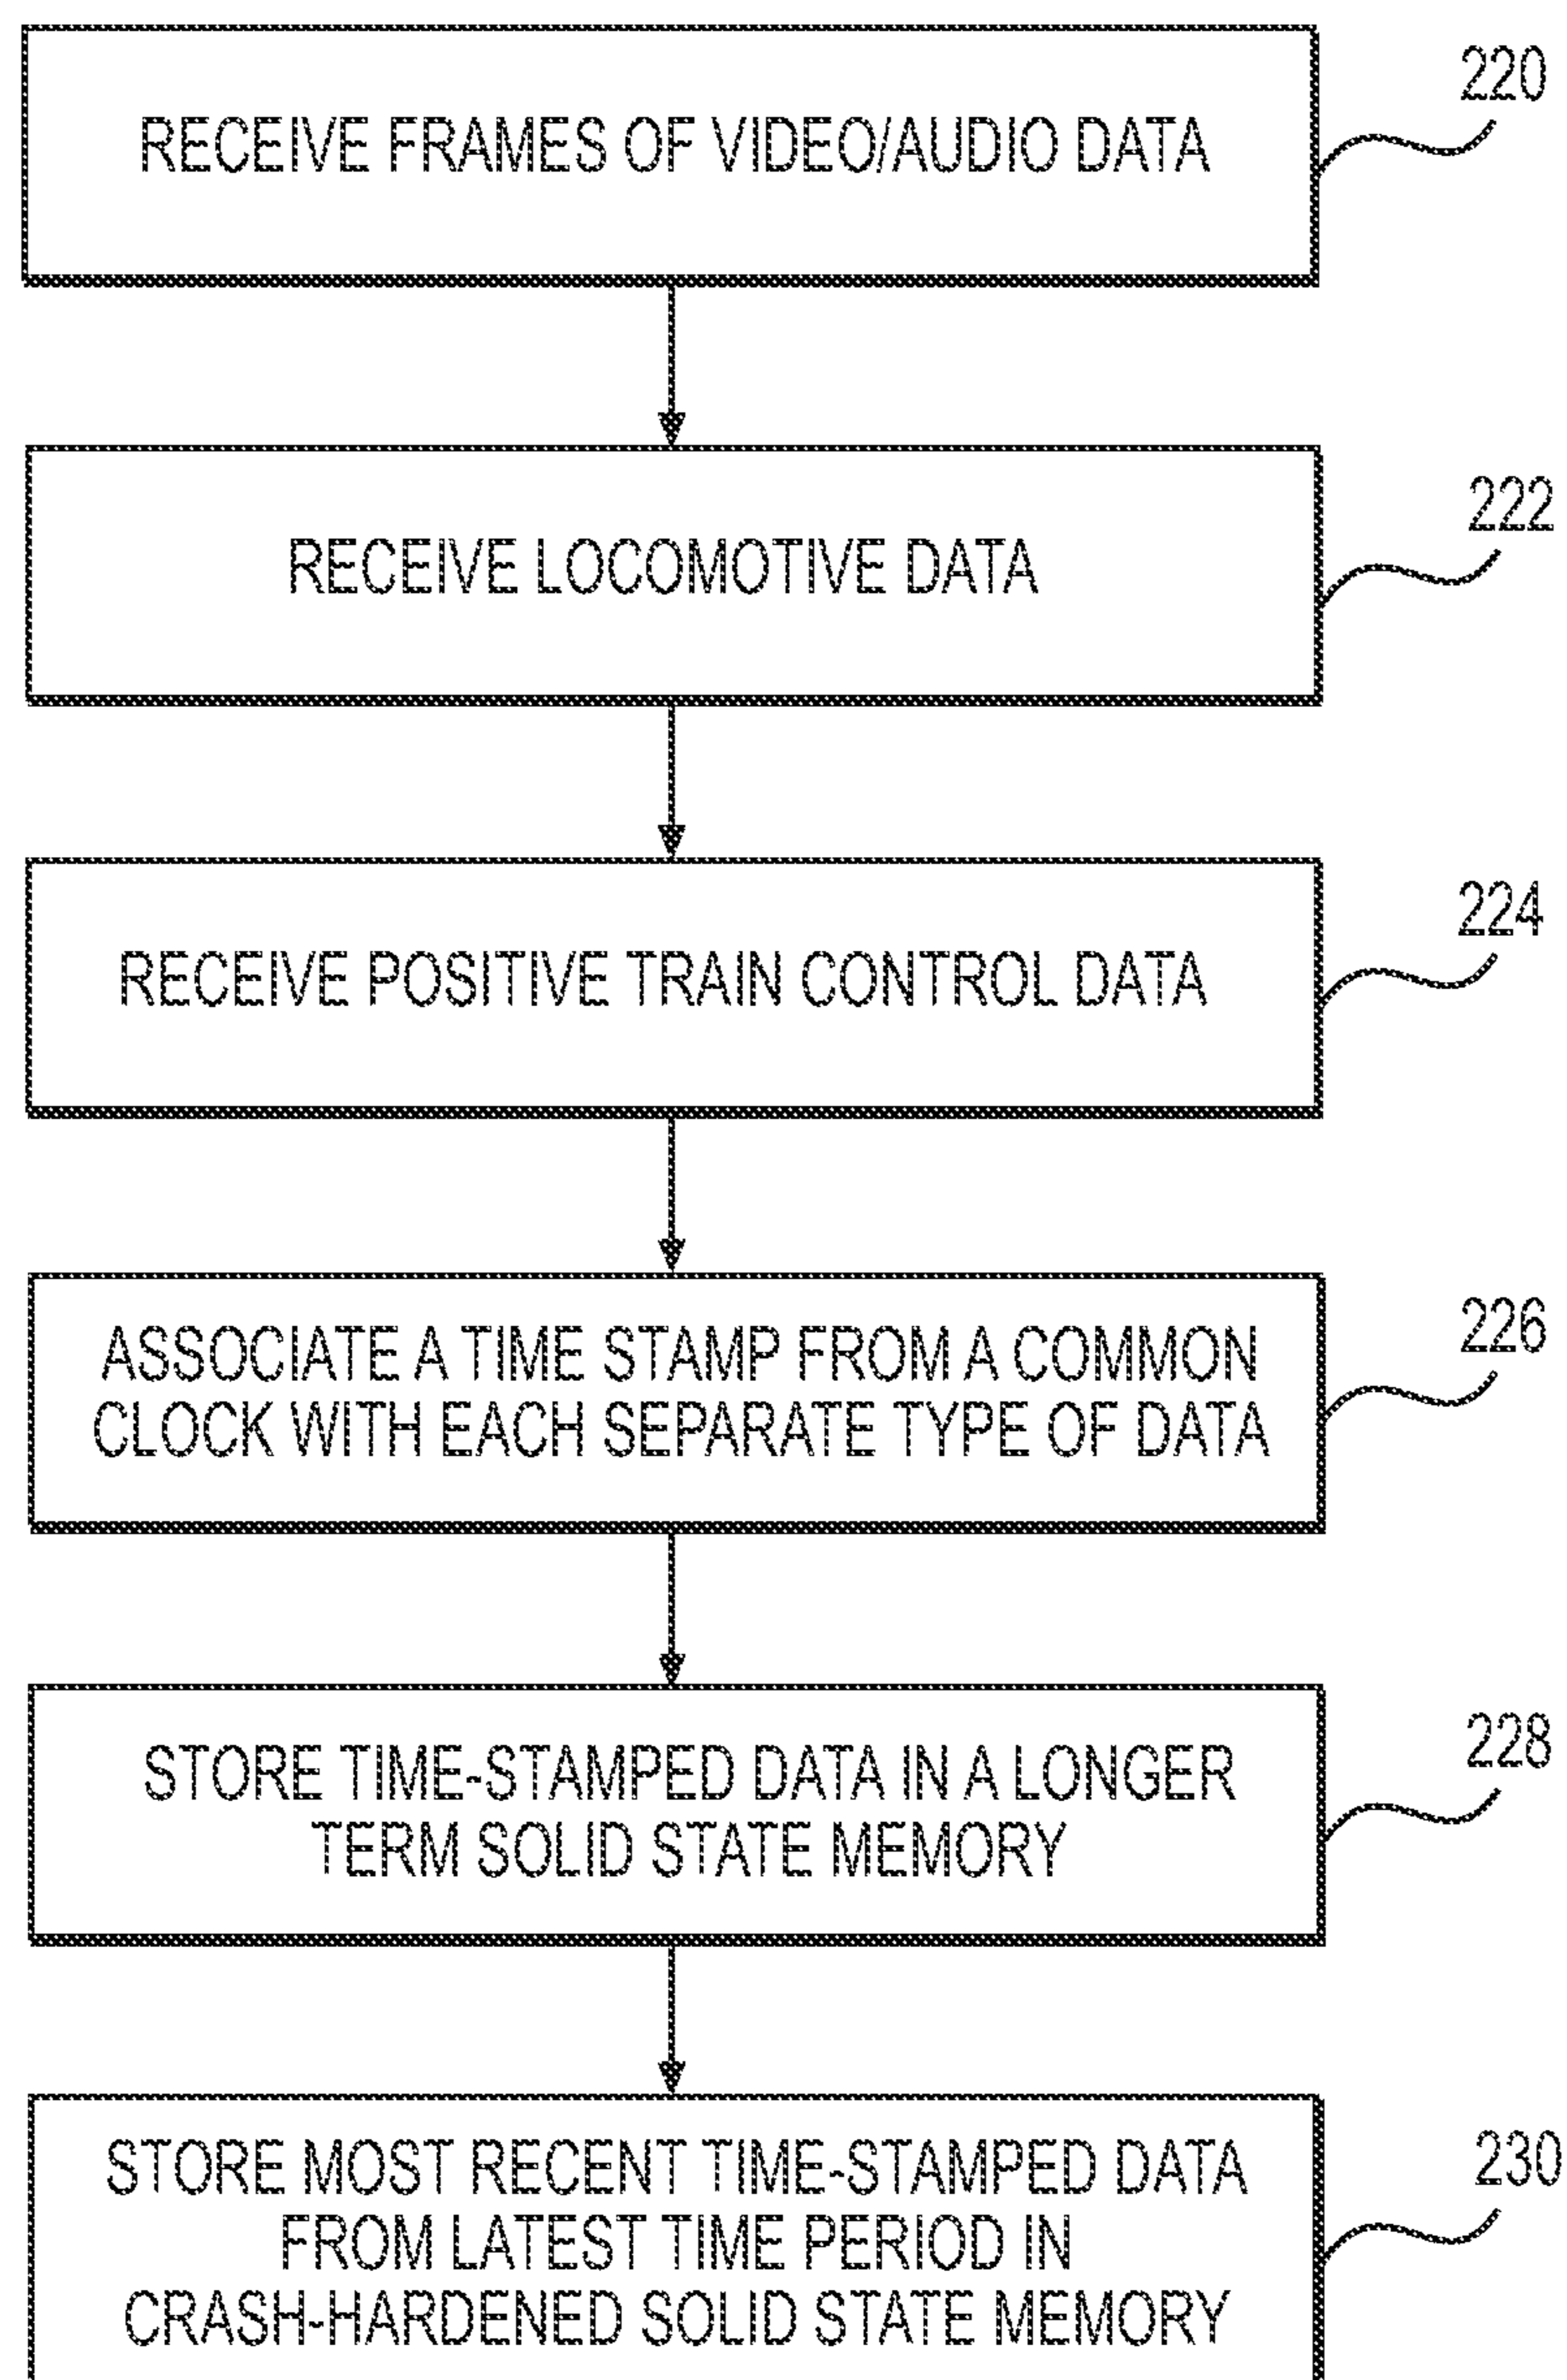 RECEIVE FRAMES OF VIDEO/AUDIO DATA
220
RECEIVE LOCOMOTIVE DATA
222
RECEIVE POSITIVE TRAIN CONTROL DATA
224
ASSOCIATE A TIME STAMP FROM A COMMON
CLOCK WITH EACH SEPARATE TYPE OF DATA
226
STORE TIME-STAMPED DATA IN A LONGER
TERM SOLID STATE MEMORY
228
STORE MOST RECENT TIME-STAMPED DATA
FROM LATEST TIME PERIOD IN
CRASH-HARDENED SOLID STATE MEMORY
230